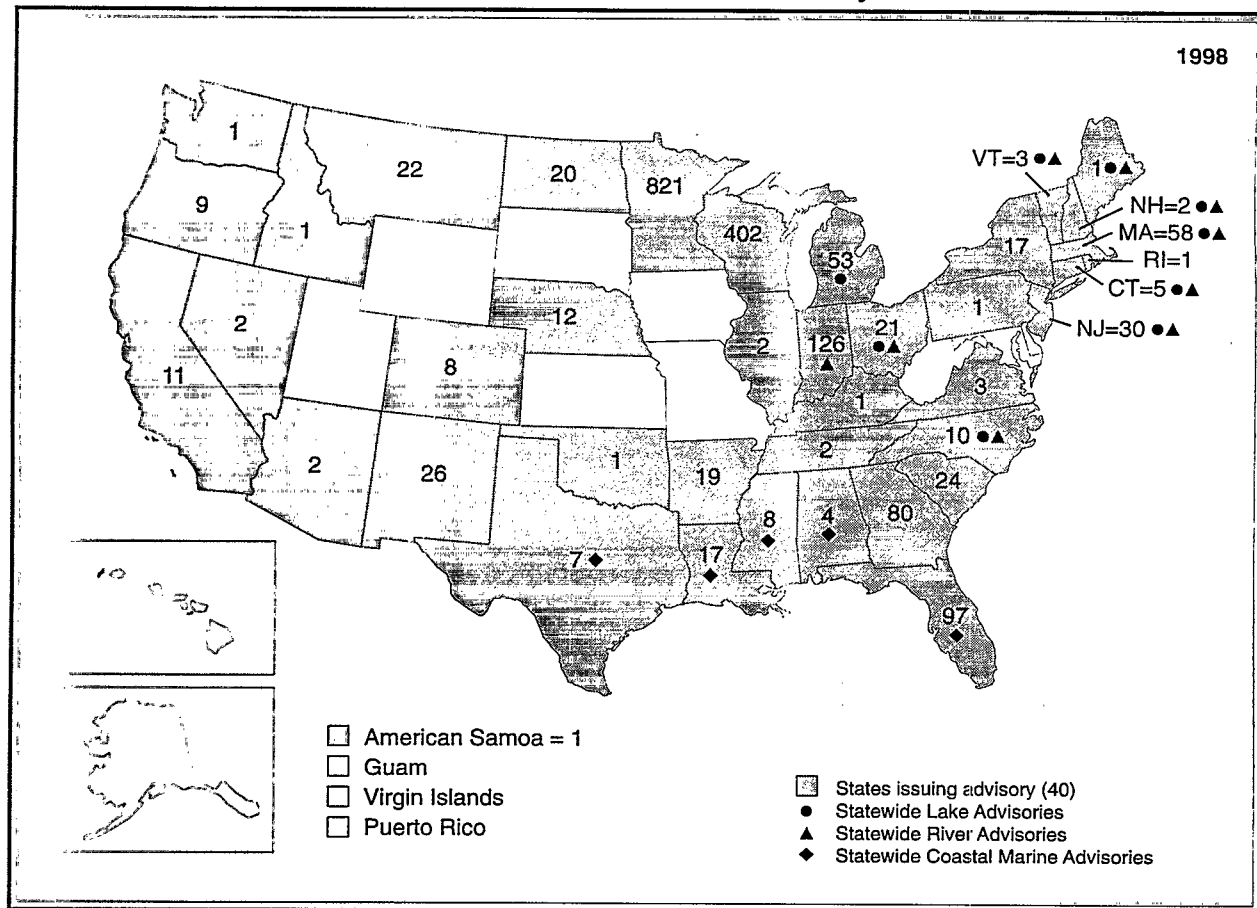 1998
1
22
20
821
VT=3
1
9
1
402
53
17
NH=2
MA=58
RI=1
CT=5
NJ=30
2
12
2
126
21
1
11
8
1
3
2
26
1
19
2
10
24
8
4
80
7
17
97
American Samoa = 1
Guam
Virgin Islands
Puerto Rico
States issuing advisory (40)
Statewide Lake Advisories
Statewide River Advisories
Statewide Coastal Marine Advisories